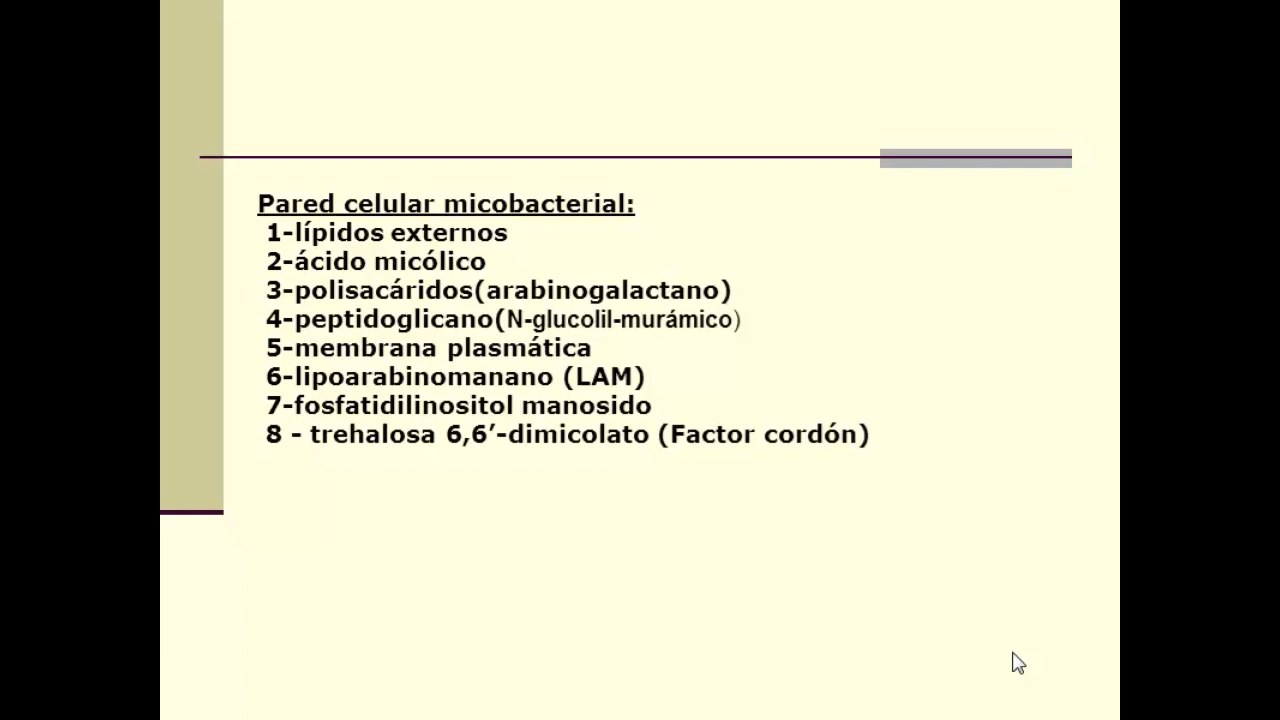 Pared celular micobacterial:
1-lípidos externos
2-ácido micólico
3-polisacáridos(arabinogalactano)
4-peptidoglicano(N-glucolil-murámico)
5-membrana plasmática
6-lipoarabinomanano (LAM)
7-fosfatidilinositol manosido
8 - trehalosa 6,6’-dimicolato (Factor cordón)